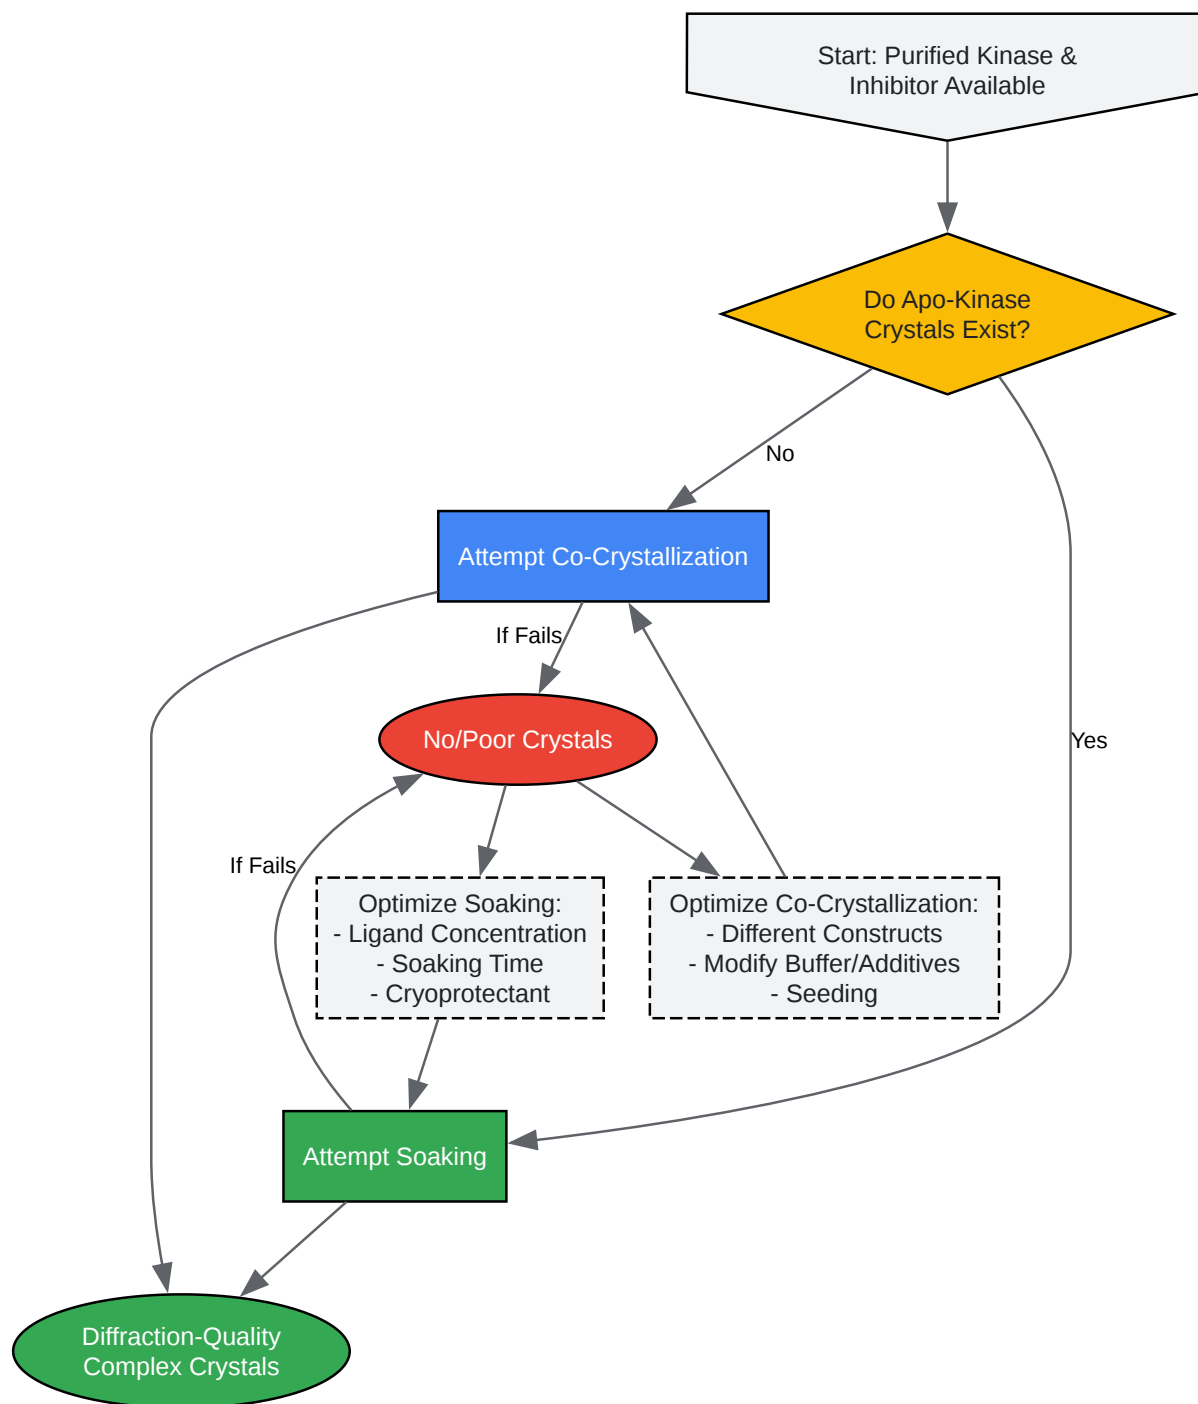 Start: Purified Kinase &
Inhibitor Available
Do Apo-Kinase
Crystals Exist?
No
Attempt Co-Crystallization
If Fails
No/Poor Crystals
Yes
If Fails
Optimize Soaking:
- Ligand Concentration
- Soaking Time
- Cryoprotectant
Optimize Co-Crystallization:
- Different Constructs
- Modify Buffer/Additives
- Seeding
Attempt Soaking
Diffraction-Quality
Complex Crystals